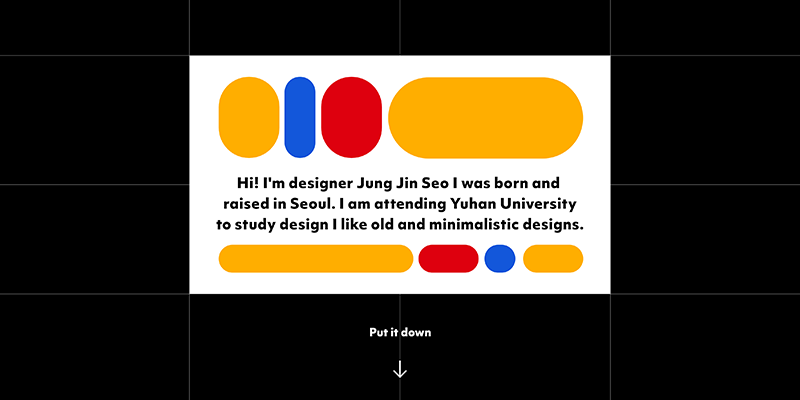 Hi! I'm designer Jung Jin Seo I was born and
raised in Seoul. I am attending Yuhan University
to study design I like old and minimalistic designs.
Put it down